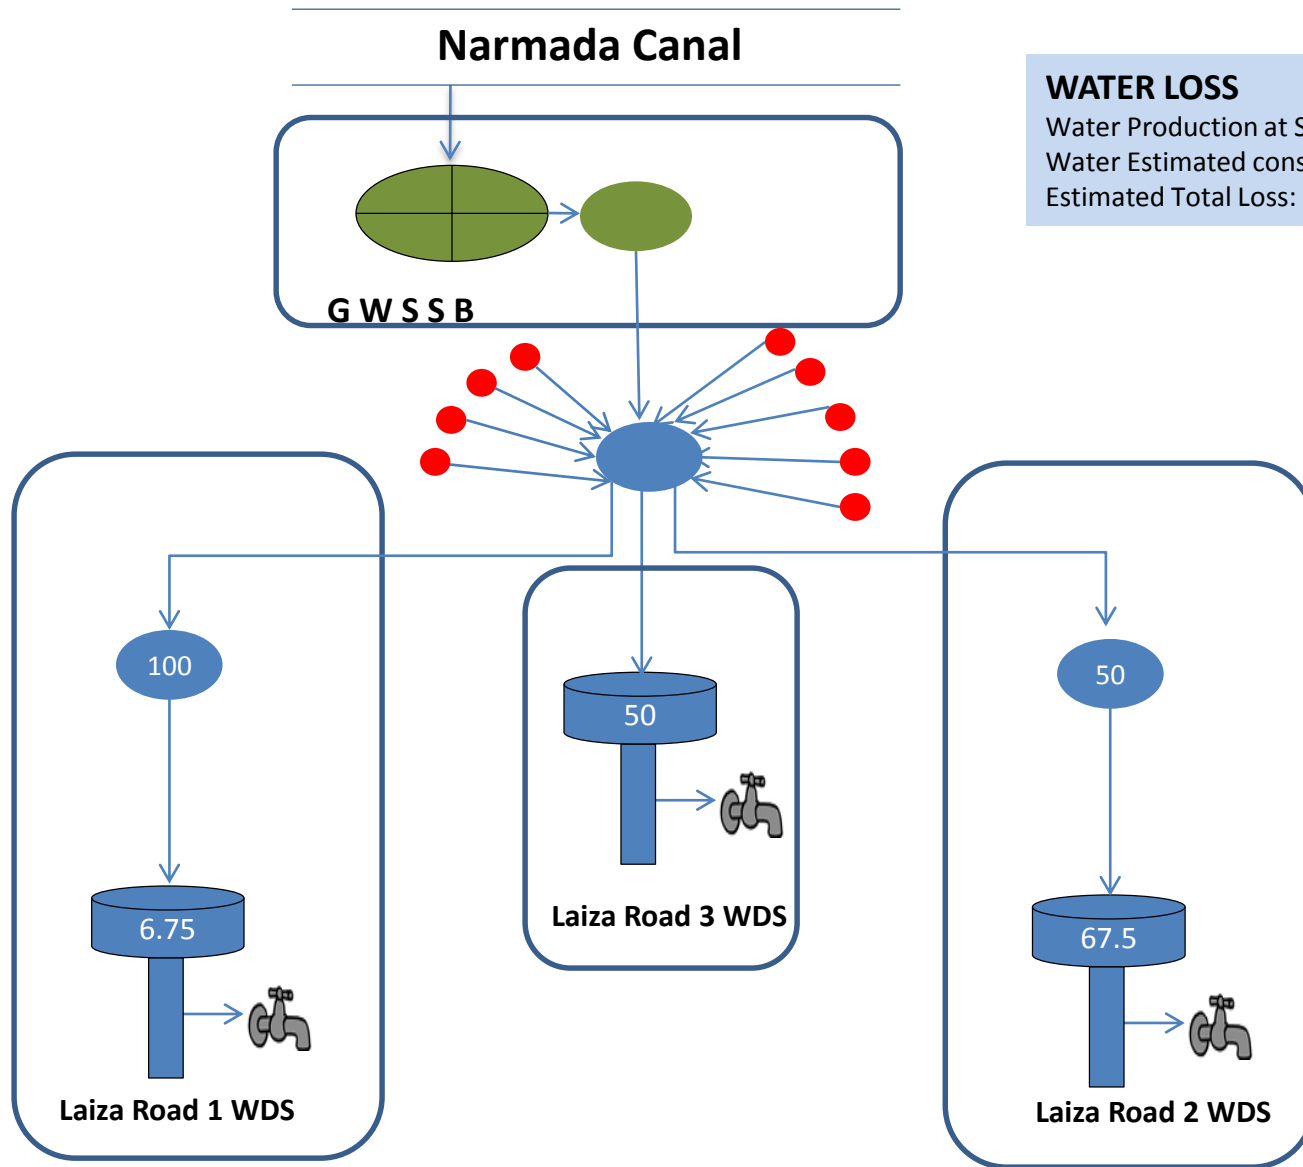 Narmada Canal
WATER LOSS
Water Production at S
Water Estimated cons
Estimated Total Loss:
G W S S B
100
50
50
6.75
Laiza Road 3 WDS
67.5
Laiza Road 1 WDS
Laiza Road 2 WDS